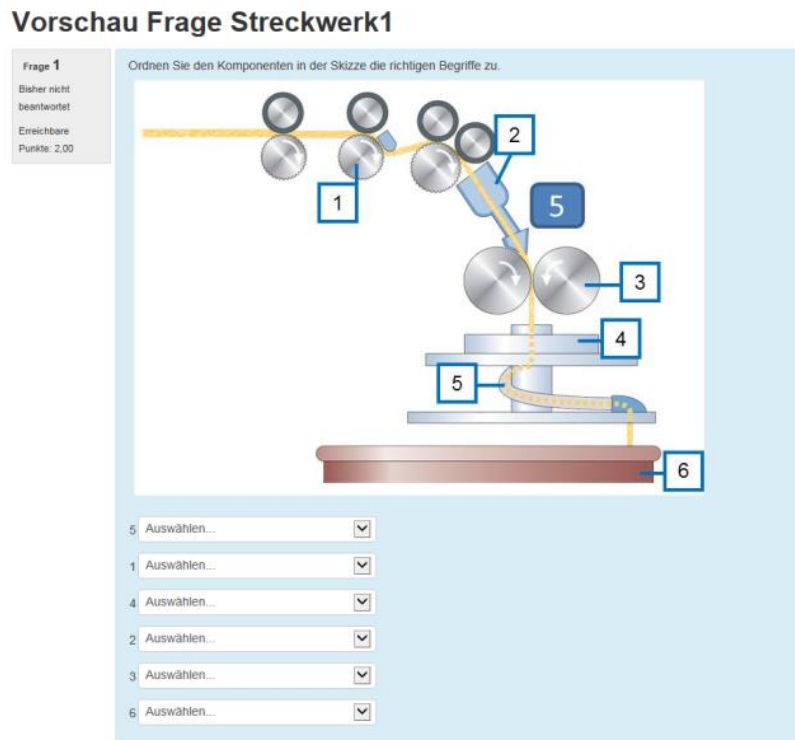 Vorschau Frage Streckwerk1
Frage 1
Bisher nicht
beantwortet
Erreichbare
Punkte: 2,00
Ordnen Sie den Komponenten in der Skizze die richtigen Begriffe zu.
2
1
5
3
4
5
6
5 Auswählen...
1 Auswählen...
4 Auswählen...
2 Auswählen...
3 Auswählen...
6 Auswählen...